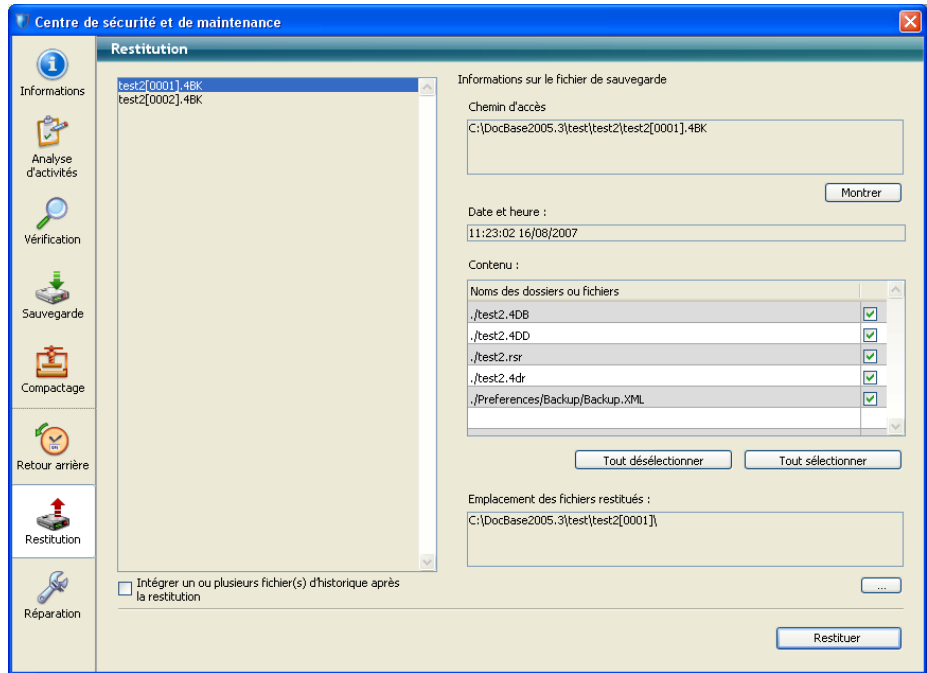 Centre de sécurité et de maintenance
Informations
Analyse
d'activités
Vérification
Sauvegarde
Compactage
Retour arrière
Restitution
Réparation
Restitution
test2[0001].4BK
test2[0002].4BK
Intégrer un ou plusieurs fichier(s) d'historique après
la restitution
Informations sur le fichier de sauvegarde
Chemin d'accès
C:\DocBase2005.3\test\test2\test2[0001].4BK
Montrer
Date et heure :
11:23:02 16/08/2007
Contenu :
Noms des dossiers ou fichiers
./test2.4DB
./test2.4DD
./test2.rsr
./test2.4dr
./Preferences/Backup/Backup.XML
Tout désélectionner
Tout sélectionner
Emplacement des fichiers restitués :
C:\DocBase2005.3\test\test2[0001]\
...
Restituer